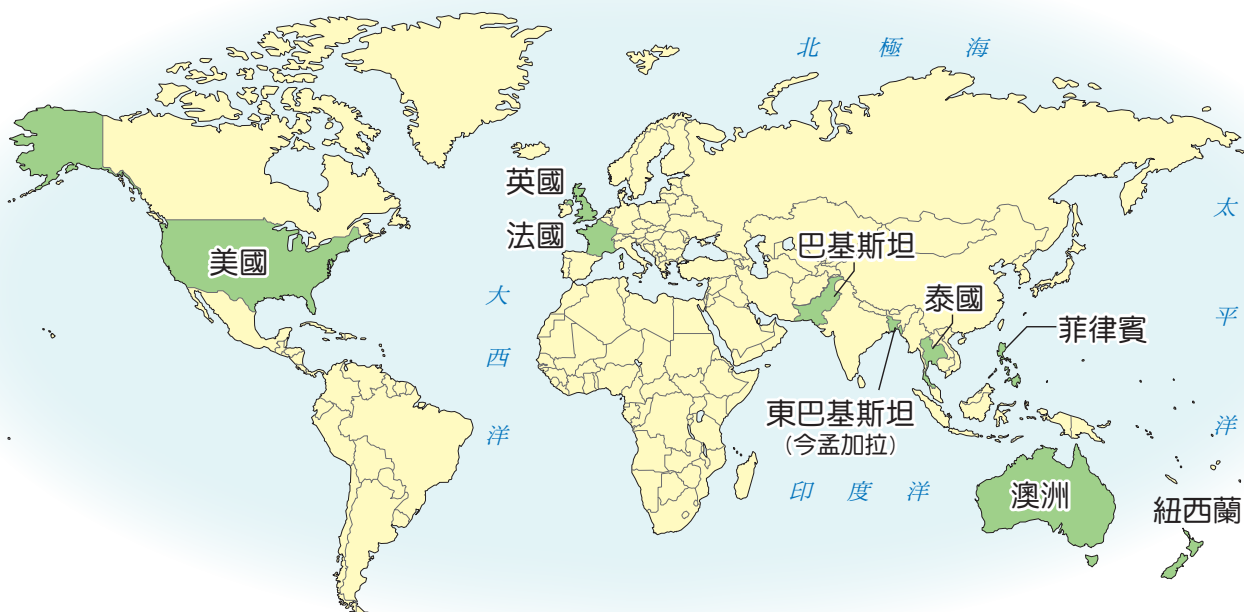 北極海
英國
法國
美國
巴基斯坦
泰國
菲律賓
東巴基斯坦
(今孟加拉)
大西洋
太平洋
印度洋
澳洲
紐西蘭